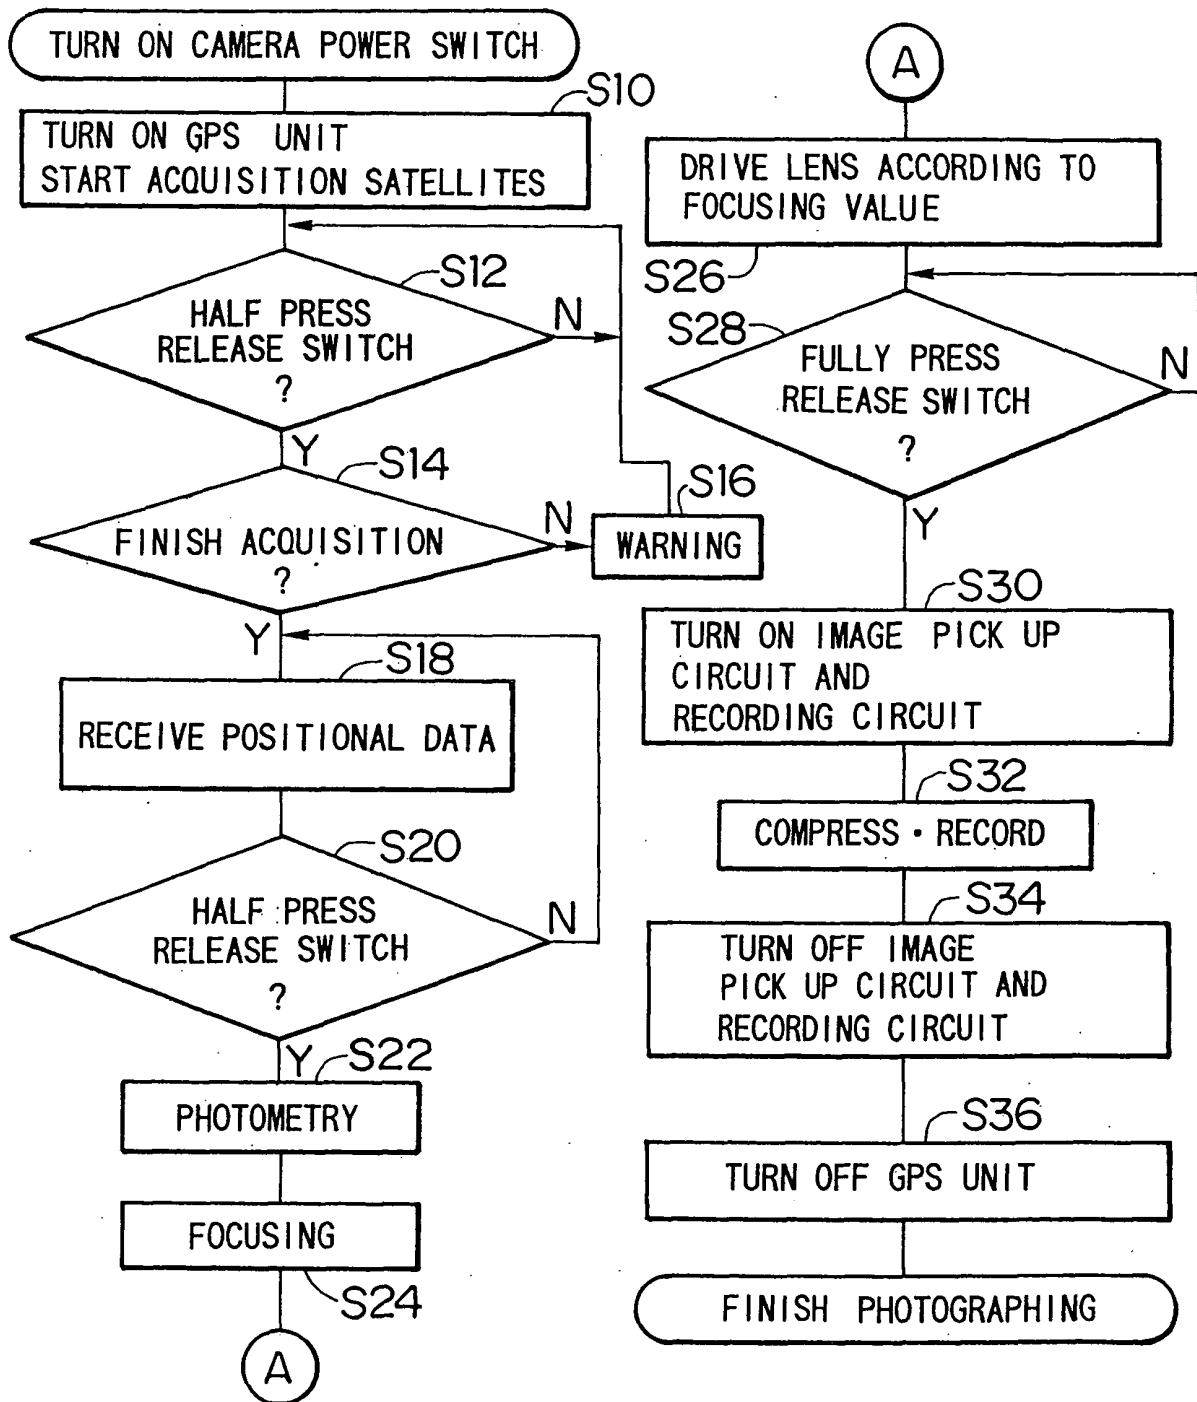 TURN ON CAMERA POWER SWITCH
S10
TURN ON GPS UNIT
START ACQUISITION SATELLITES
S12
HALF PRESS
RELEASE SWITCH
?
N
Y
S14
FINISH ACQUISITION
?
N
S16
WARNING
Y
S18
RECEIVE POSITIONAL DATA
S20
HALF PRESS
RELEASE SWITCH
?
N
Y
S22
PHOTOMETRY
FOCUSING
S24
A
A
DRIVE LENS ACCORDING TO
FOCUSING VALUE
S26
S28
FULLY PRESS
RELEASE SWITCH
?
N
Y
S30
TURN ON IMAGE PICK UP
CIRCUIT AND
RECORDING CIRCUIT
S32
COMPRESS・RECORD
S34
TURN OFF IMAGE
PICK UP CIRCUIT AND
RECORDING CIRCUIT
S36
TURN OFF GPS UNIT
FINISH PHOTOGRAPHING